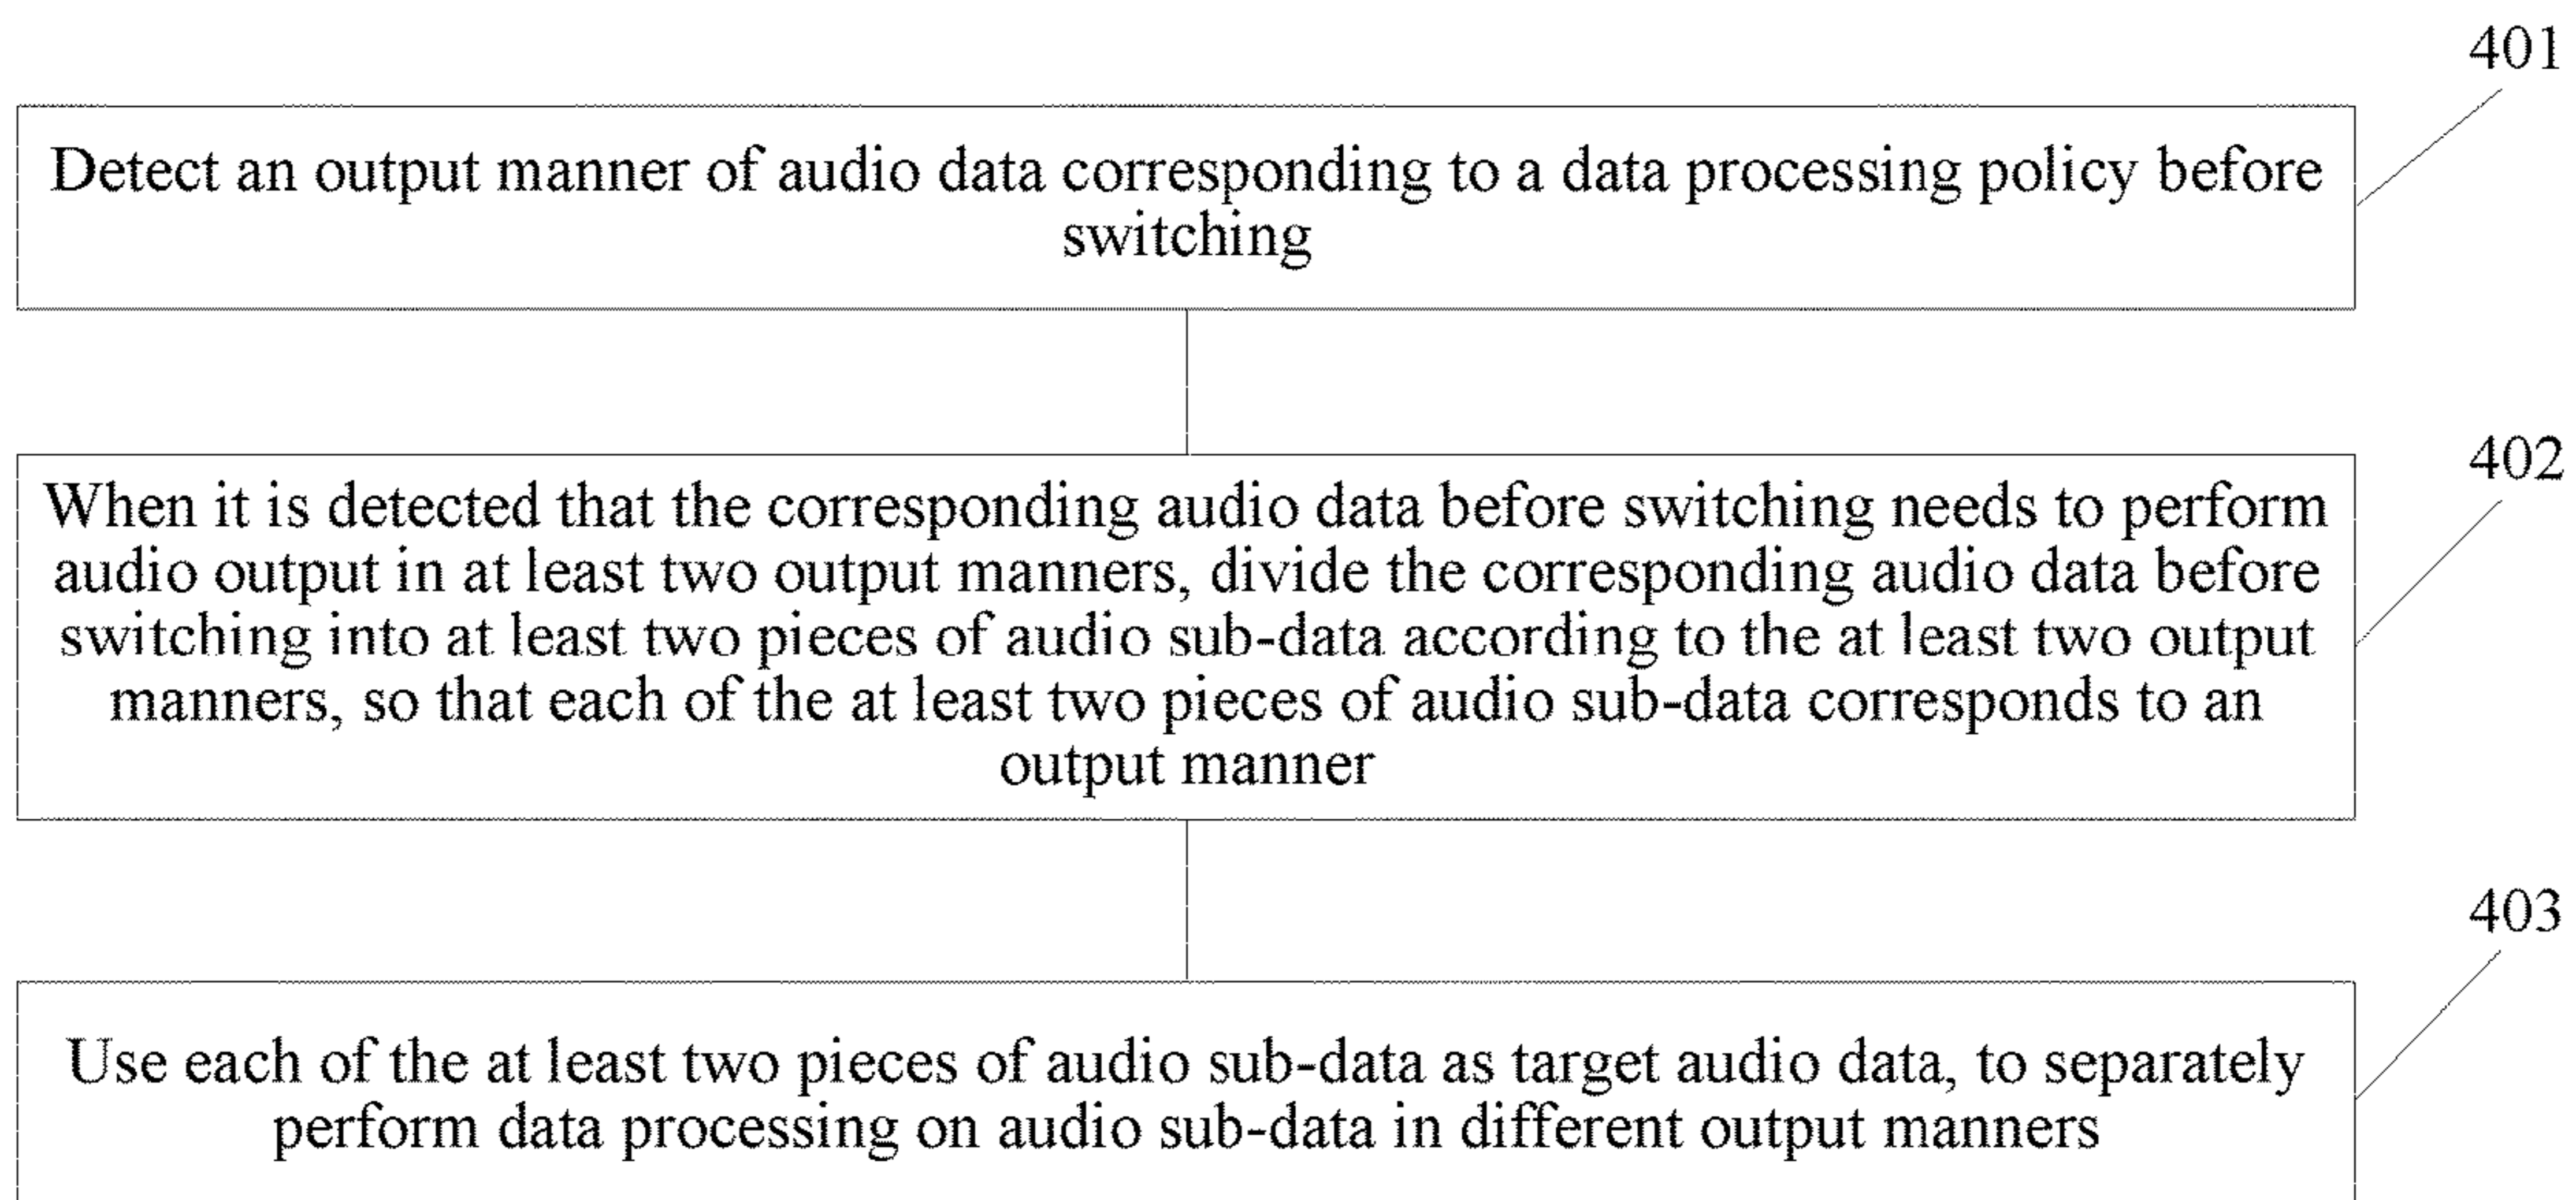 401
Detect an output manner of audio data corresponding to a data processing policy before
switching
402
When it is detected that the corresponding audio data before switching needs to perform
audio output in at least two output manners, divide the corresponding audio data before
switching into at least two pieces of audio sub-data according to the at least two output
manners, so that each of the at least two pieces of audio sub-data corresponds to an
output manner
403
Use each of the at least two pieces of audio sub-data as target audio data, to separately
perform data processing on audio sub-data in different output manners